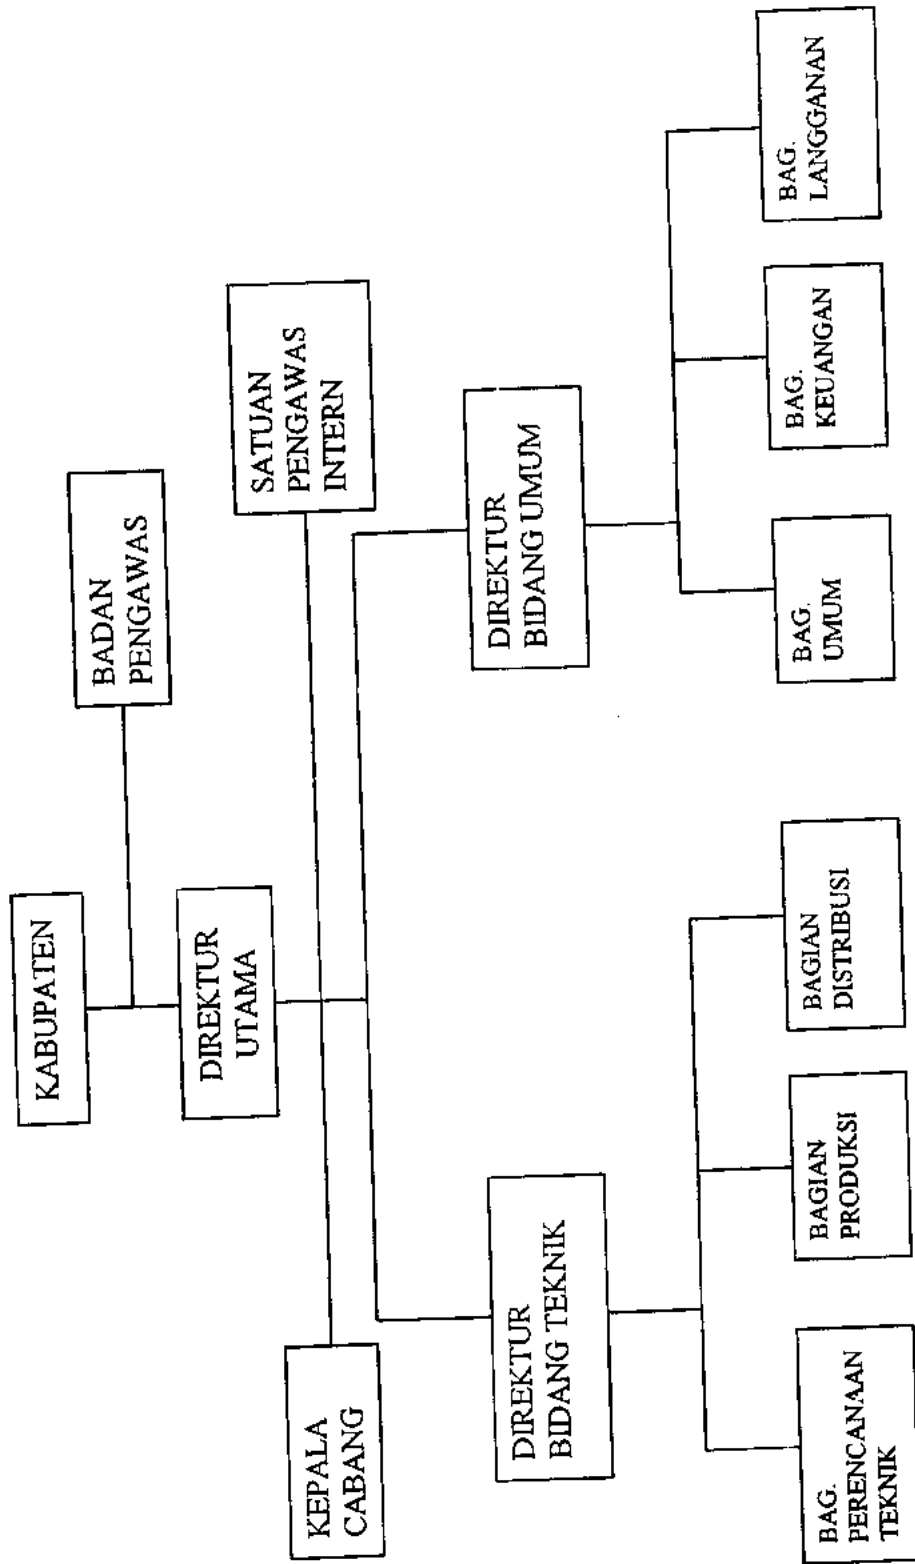 KABUPATEN
BADAN
PENGAWAS
DIREKTUR
UTAMA
KEPALA
CABANG
SATUAN
PENGAWAS
INTERN
DIREKTUR
BIDANG TEKNIK
DIREKTUR
BIDANG UMUM
BAG.
PERENCANAAN
TEKNIK
BAGIAN
PRODUKSI
BAGIAN
DISTRIBUSI
BAG.
UMUM
BAG.
KEUANGAN
BAG.
LANGGANAN